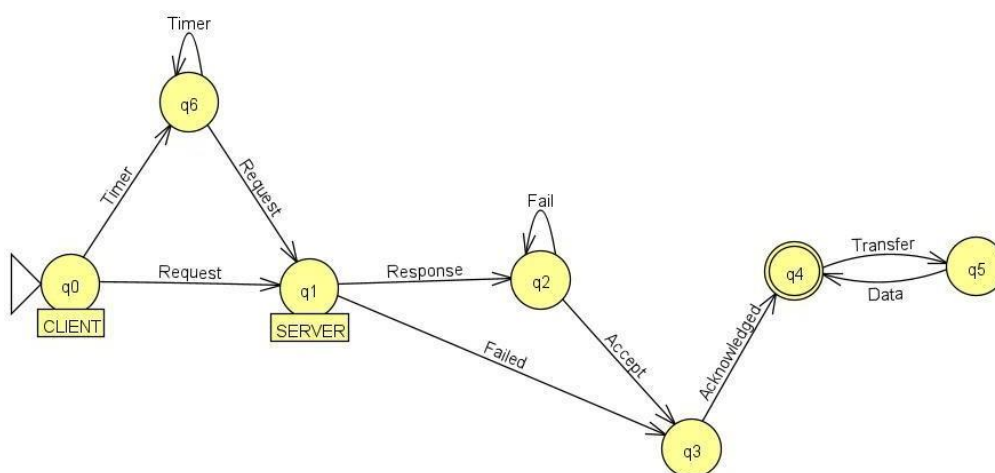 Timer
q6
Timer
Request
Fail
q0
Request
q1
Response
q2
q4
Transfer
q5
Data
CLIENT
SERVER
Failed
Accept
Acknowledged
q3